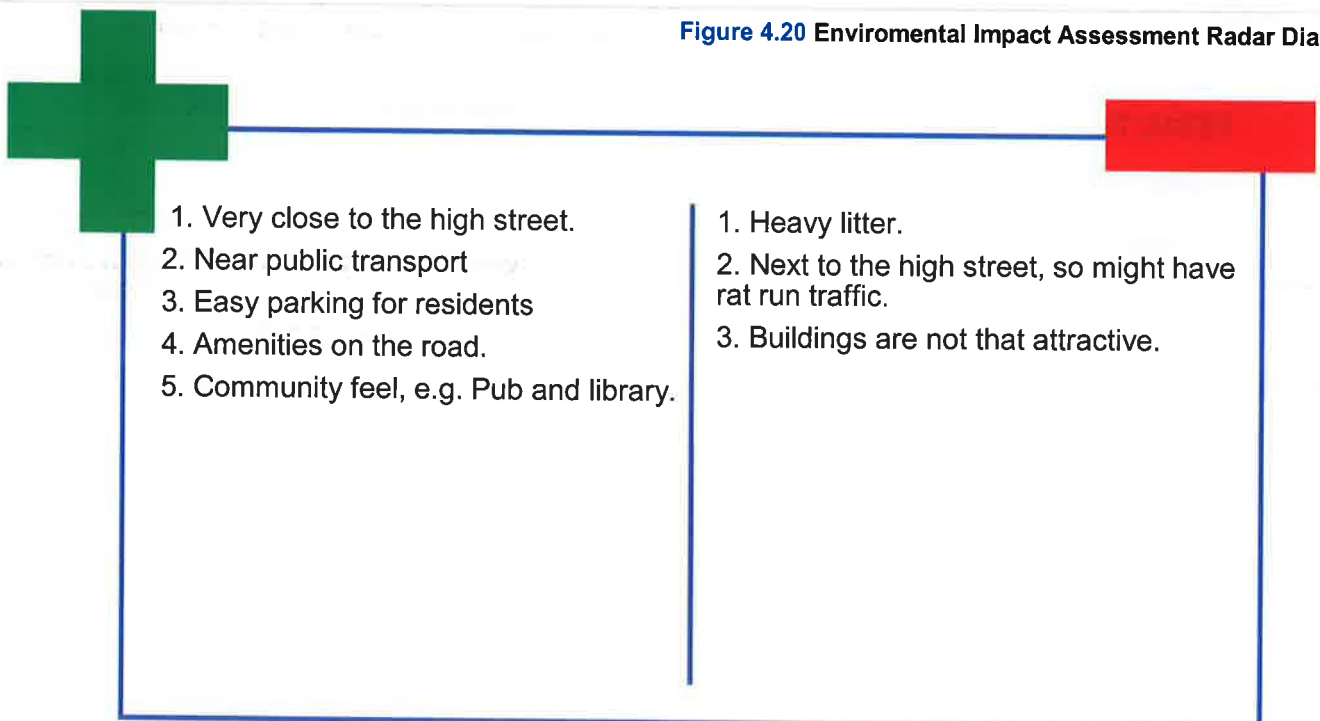 Figure 4.20 Enviromental Impact Assessment Radar Dia
1. Very close to the high street.
2. Near public transport
3. Easy parking for residents
4. Amenities on the road.
5. Community feel, e.g. Pub and library.
1. Heavy litter.
2. Next to the high street, so might have
rat run traffic.
3. Buildings are not that attractive.